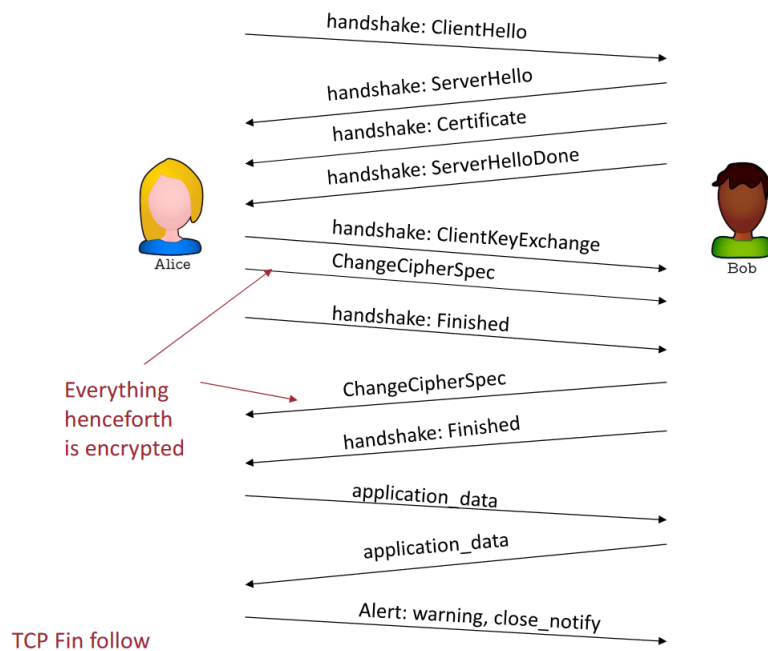 handshake: ClientHello
handshake: ServerHello
handshake: Certificate
handshake: ServerHelloDone
handshake: ClientKeyExchange
Alice
ChangeCipherSpec
Bob
handshake: Finished
Everything
henceforth
is encrypted
ChangeCipherSpec
handshake: Finished
application_data
application_data
Alert: warning, close_notify
TCP Fin follow